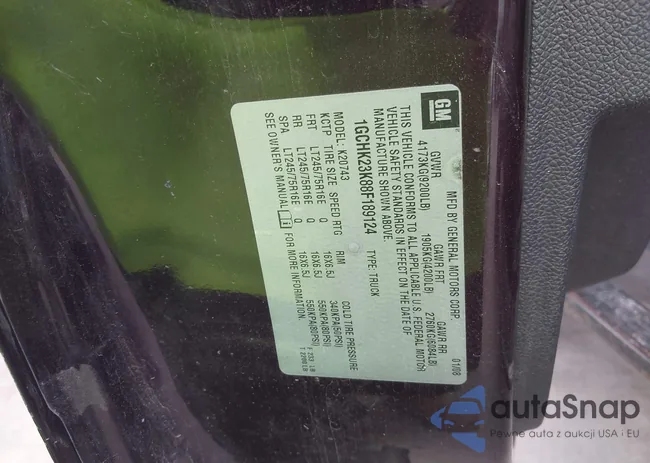 GM
MFD BY GENERAL MOTORS CORP. 01/08
GVWR GAWR FRT GAWR RR
4173KG(9200LB) 1905KG(4200LB) 2760KG(6084LB)
THIS VEHICLE CONFORMS TO ALL APPLICABLE U.S. FEDERAL MOTOR
VEHICLE SAFETY STANDARDS IN EFFECT ON THE DATE OF
MANUFACTURE SHOWN ABOVE.
1GCHK23K88F189124 TYPE: TRUCK
MODEL: K20743
KCTP TIRE SIZE SPEED RTG RIM COLD TIRE PRESSURE
FRT LT245/75R16E Q 16X6.5J 340KPA(50PSI)
RR LT245/75R16E Q 16X6.5J 550KPA(80PSI)
SPA LT245/75R16E Q 16X6.5J 550KPA(80PSI)
SEE OWNER'S MANUAL FOR MORE INFORMATION.
autaSnap
Pewne auta z aukcji USA i EU